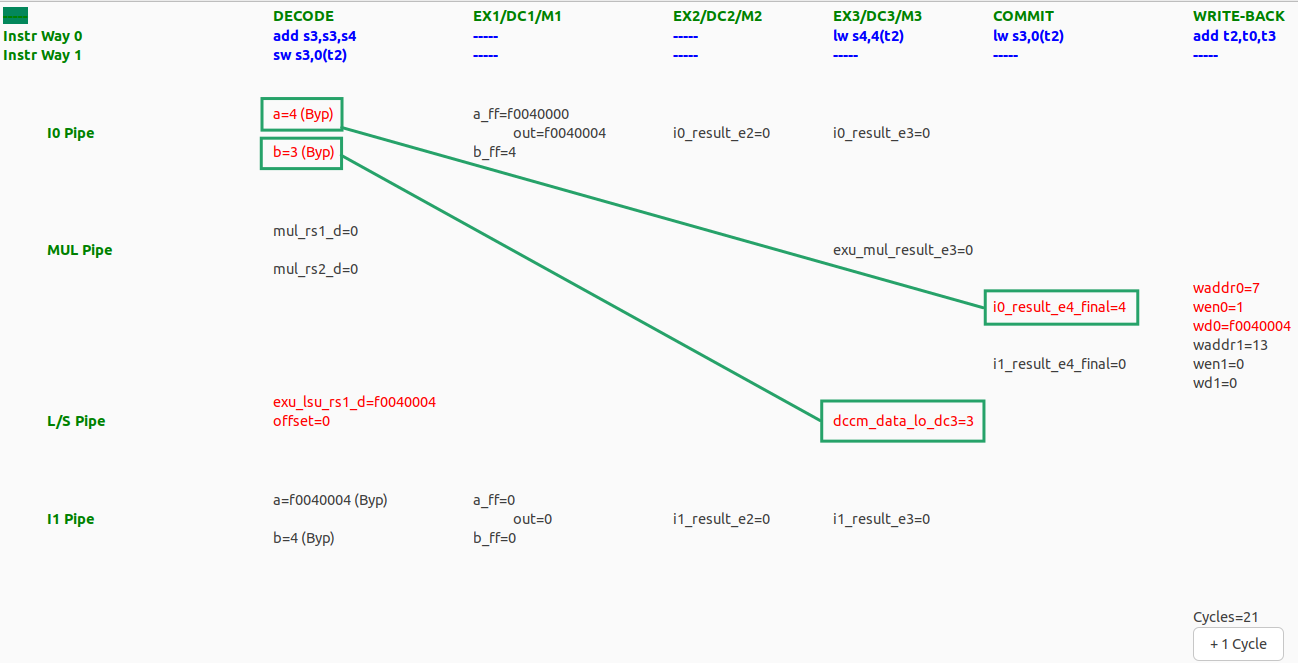 DECODE EX1/DC1/M1 EX2/DC2/M2 EX3/DC3/M3 COMMIT WRITE-BACK
Instr Way 0 add s3,s3,s4 ----- ----- lw s4,4(t2) lw s3,0(t2) add t2,t0,t3
Instr Way 1 sw s3,0(t2) ----- ----- ----- ----- -----
a=4 (Byp) a_ff=f0040000
I0 Pipe out=f0040004 i0_result_e2=0 i0_result_e3=0
b=3 (Byp) b_ff=4
mul_rs1_d=0
MUL Pipe exu_mul_result_e3=0
mul_rs2_d=0
waddr0=7
i0_result_e4_final=4 wen0=1
wd0=f0040004
waddr1=13
i1_result_e4_final=0 wen1=0
wd1=0
exu_lsu_rs1_d=f0040004
L/S Pipe offset=0 dccm_data_lo_dc3=3
a=f0040004 (Byp) a_ff=0
I1 Pipe out=0 i1_result_e2=0 i1_result_e3=0
b=4 (Byp) b_ff=0
Cycles=21
+ 1 Cycle